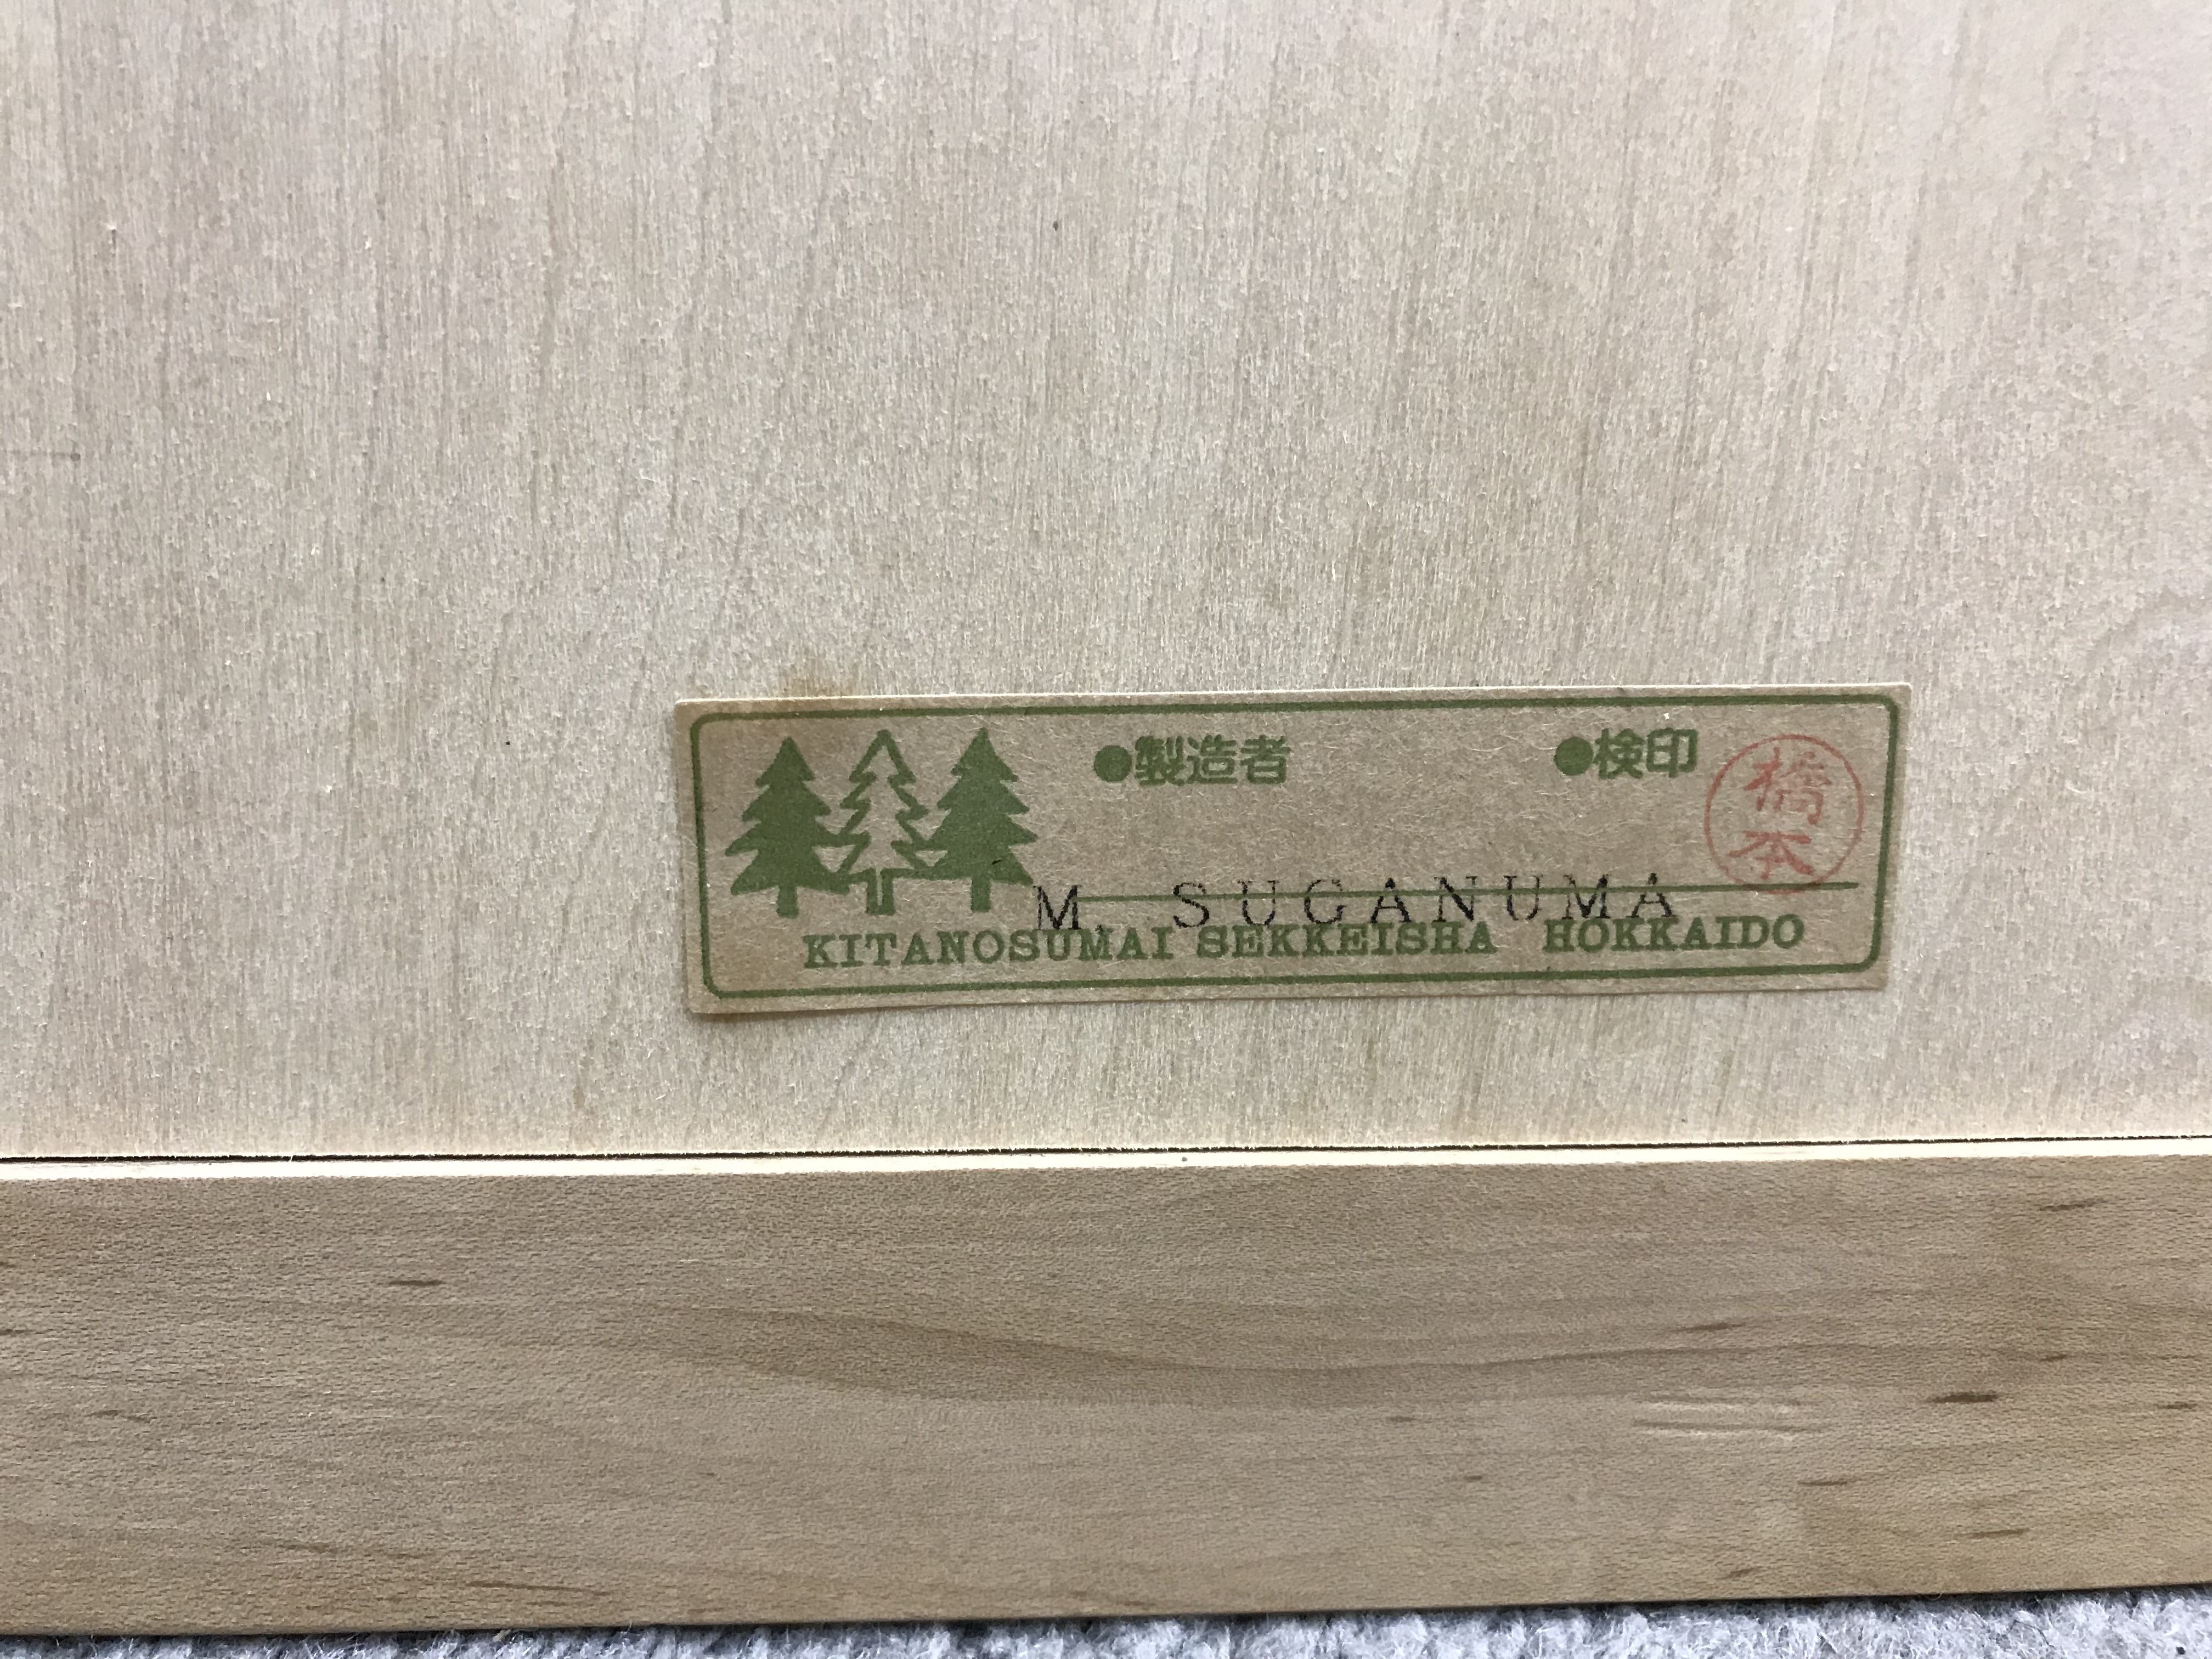 ●製造者 ●検印
橋本
M. SUGANUMA
KITANOSUMAI SEKKEISHA HOKKAIDO